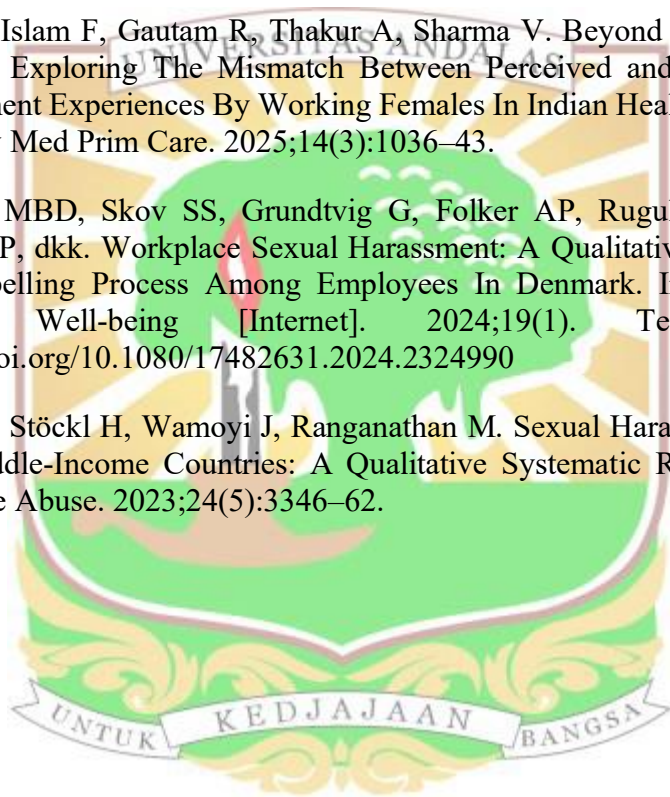 Islam F, Gautam R, Thakur A, Sharma V. Beyond
UNIVERSITAS ANDALAS
Exploring The Mismatch Between Perceived and
ent Experiences By Working Females In Indian Heal
Med Prim Care. 2025;14(3):1036–43.
MBD, Skov SS, Grundtvig G, Folker AP, Rugul
P, dkk. Workplace Sexual Harassment: A Qualitativ
elling Process Among Employees In Denmark. I
Well-being [Internet]. 2024;19(1). Te
oi.org/10.1080/17482631.2024.2324990
Stöckl H, Wamoyi J, Ranganathan M. Sexual Hara
ddle-Income Countries: A Qualitative Systematic R
e Abuse. 2023;24(5):3346–62.
UNTUK KEDJAJAAN BANGSA